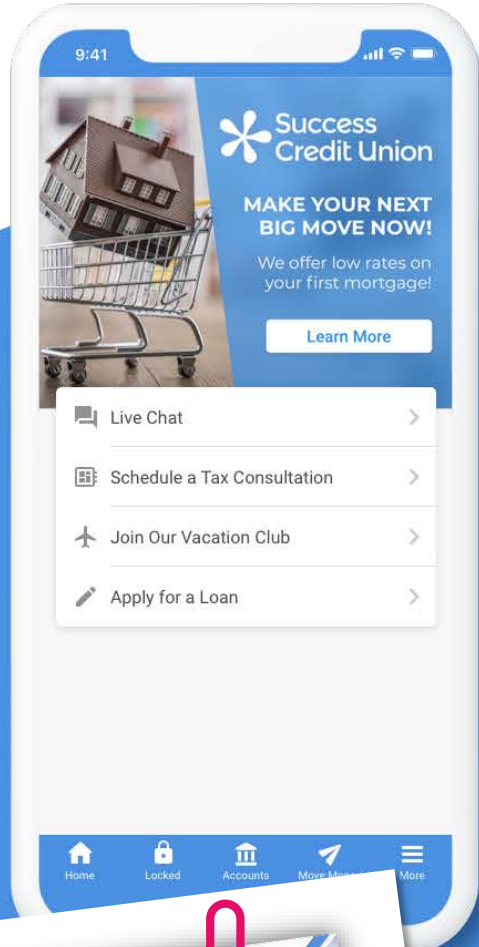 9:41
Success
Credit Union
MAKE YOUR NEXT
BIG MOVE NOW!
We offer low rates on
your first mortgage!
Learn More
Live Chat
Schedule a Tax Consultation
Join Our Vacation Club
Apply for a Loan
Home Locked Accounts Move More